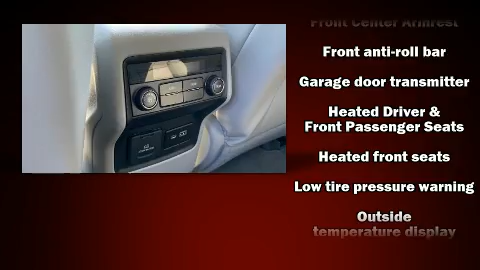 Front Center Armrest
Front anti-roll bar
Garage door transmitter
Heated Driver &
Front Passenger Seats
Heated front seats
Low tire pressure warning
Outside
temperature display